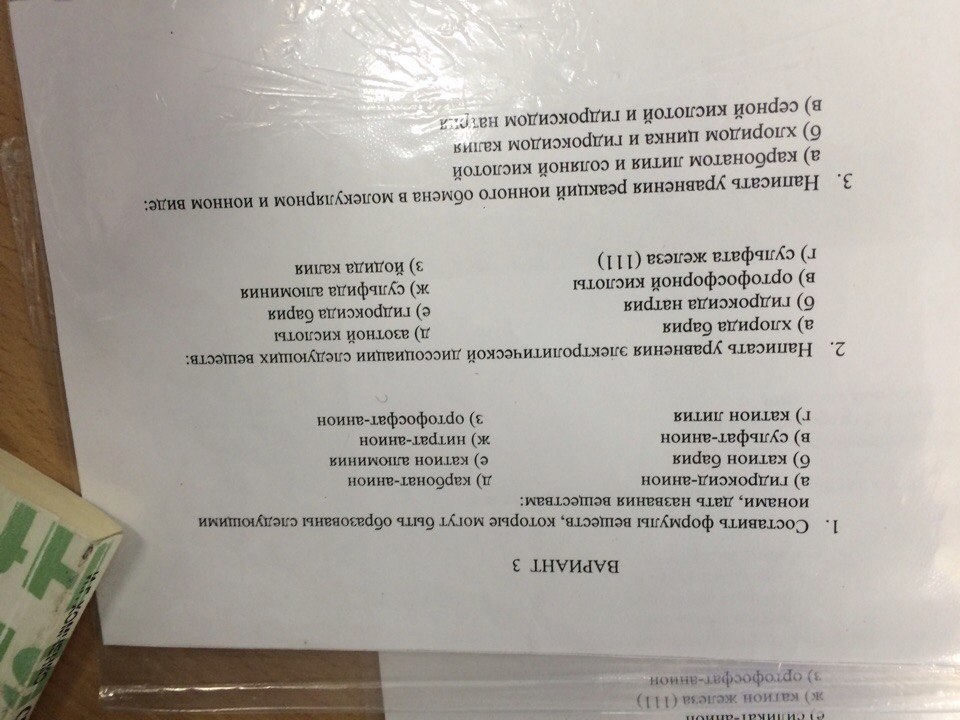 ВАРИАНТ 3
1. Составить формулы веществ, которые могут быть образованы следующими
ионами, дать названия веществам:
а) гидроксид-анион
б) катион бария
в) сульфат-анион
г) катион лития
д) карбонат-анион
е) катион алюминия
ж) нитрат-анион
з) ортофосфат-анион
2. Написать уравнения электролитической диссоциации следующих веществ:
а) хлорида бария
б) гидроксида натрия
в) ортофосфорной кислоты
г) сульфата железа (111)
д) азотной кислоты
е) гидроксида бария
ж) сульфида алюминия
з) йодида калия
3. Написать уравнения реакций ионного обмена в молекулярном и ионном виде:
а) карбонатом лития и соляной кислотой
б) хлоридом цинка и гидроксидом калия
в) серной кислотой и гидроксидом натрия
з) ортофосфат-анион
ж) катион железа (111)
е) силикат-анион